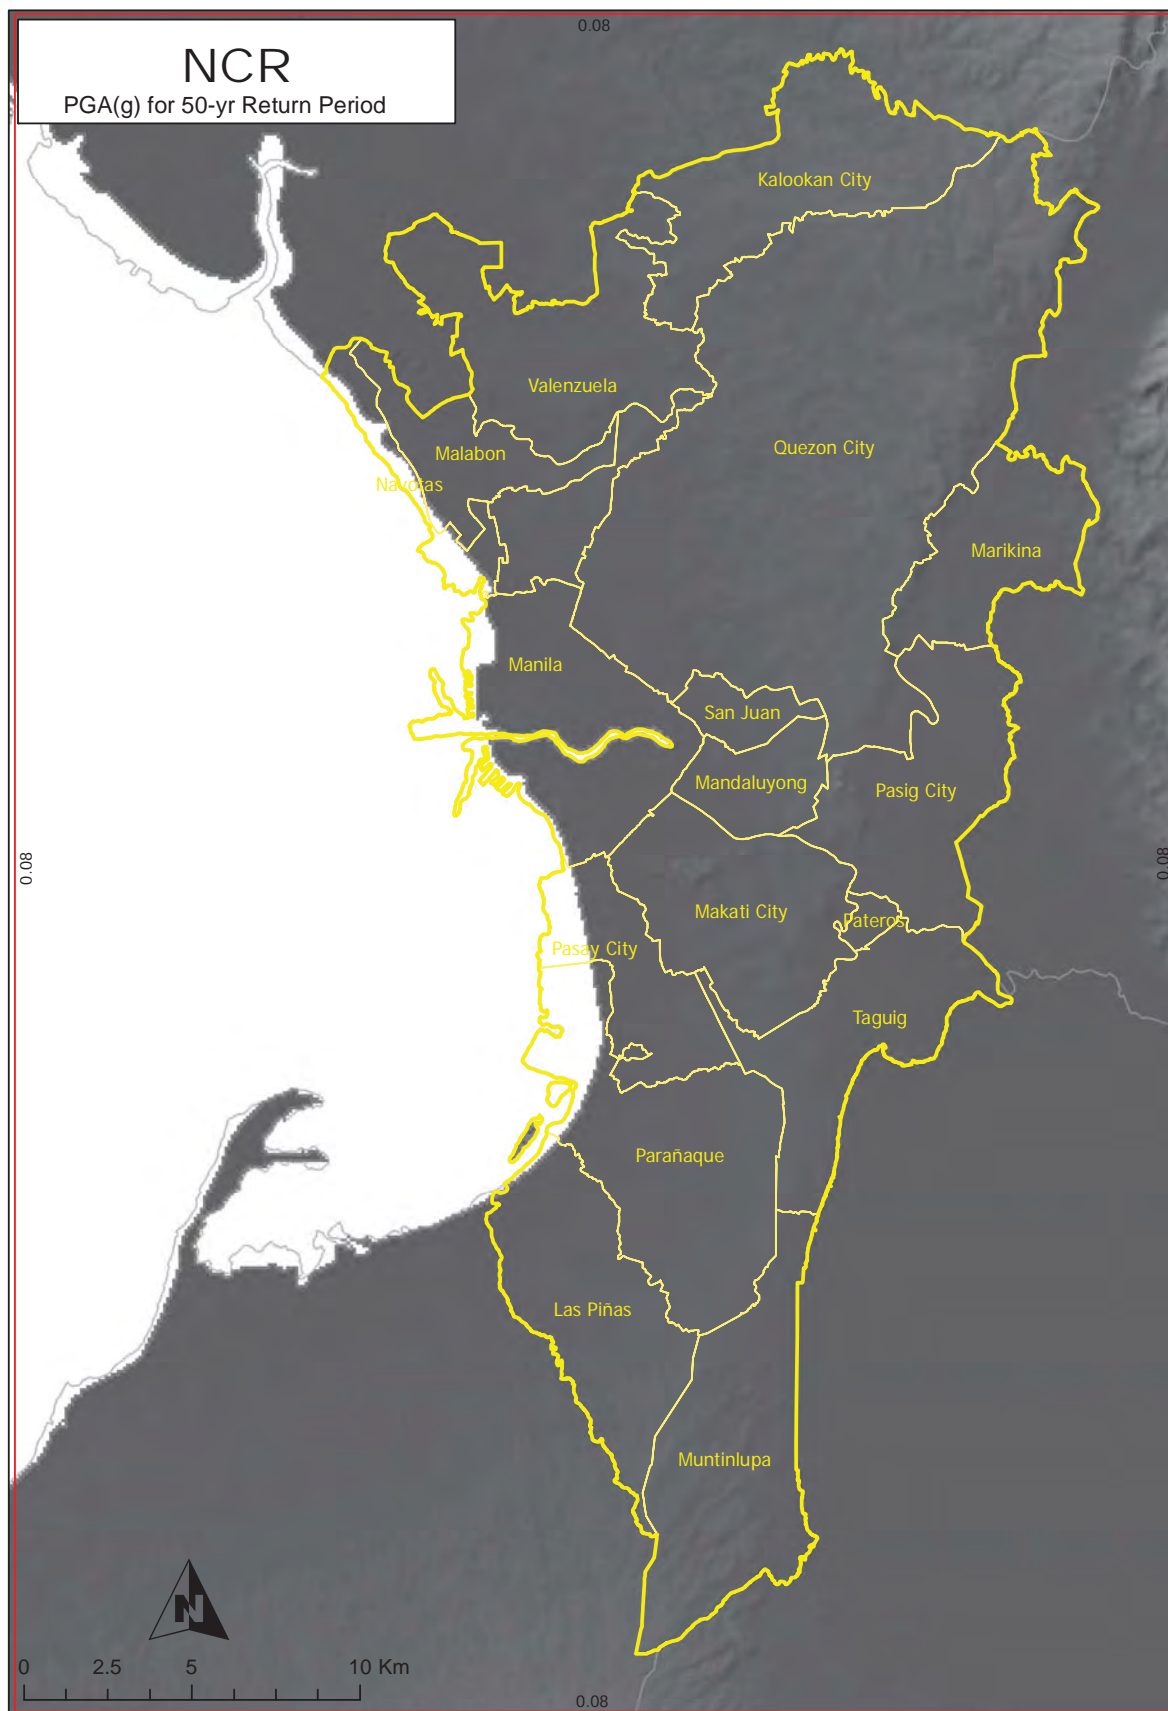 0.08
NCR
PGA(g) for 50-yr Return Period
Kalookan City
Valenzuela
Quezon City
Malabon
Navotas
Marikina
Manila
San Juan
Mandaluyong
Pasig City
0.08
0.08
Makati City
Pateros
Pasay City
Taguig
Parañaque
Las Piñas
Muntinlupa
N
0 2.5 5 10 Km
0.08